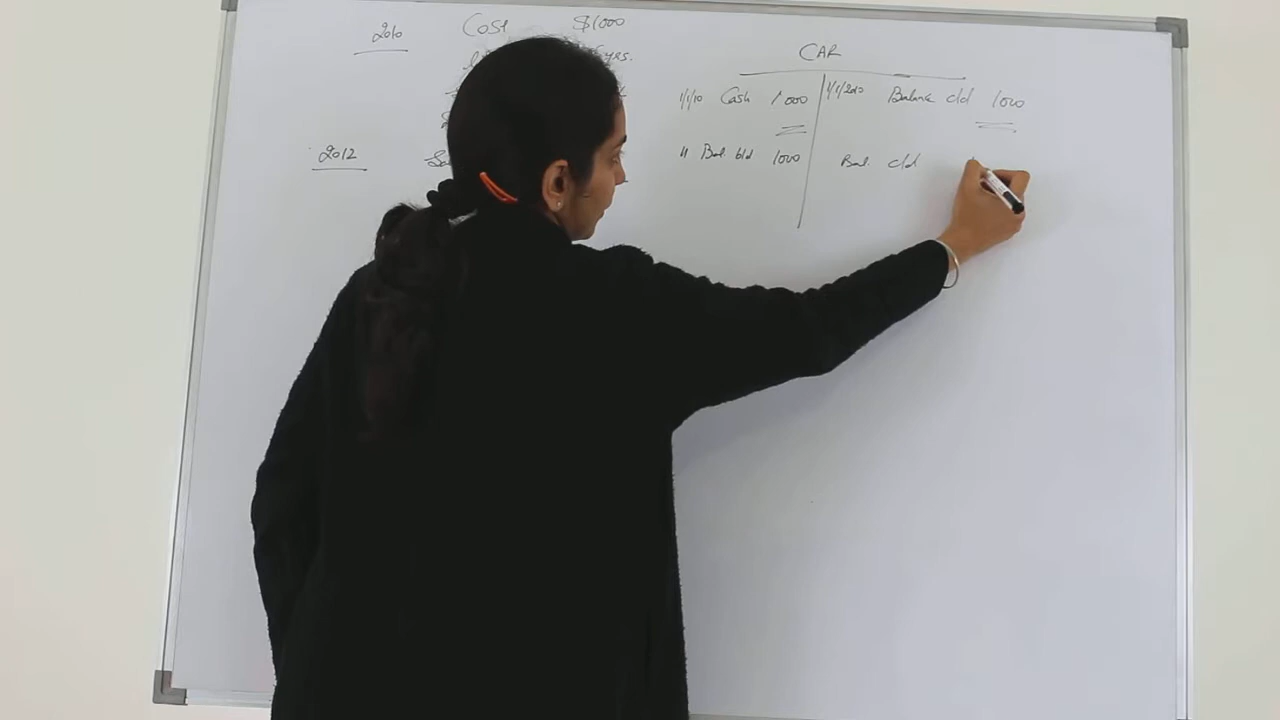 2010 Cost $1000
yrs.
2012
CAR
1/1/10 Cash 1000 1/1/2010 Balance c/d 1000
11 Bal b/d 1000 Bal. c/d